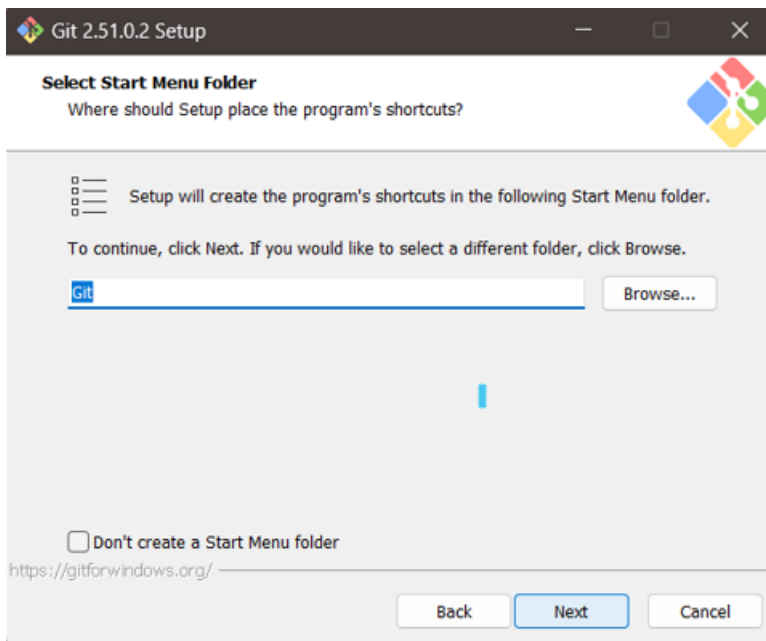 Git 2.51.0.2 Setup
Select Start Menu Folder
Where should Setup place the program's shortcuts?
Setup will create the program's shortcuts in the following Start Menu folder.
To continue, click Next. If you would like to select a different folder, click Browse.
Git
Browse...
Don't create a Start Menu folder
https://gitforwindows.org/
Back Next Cancel